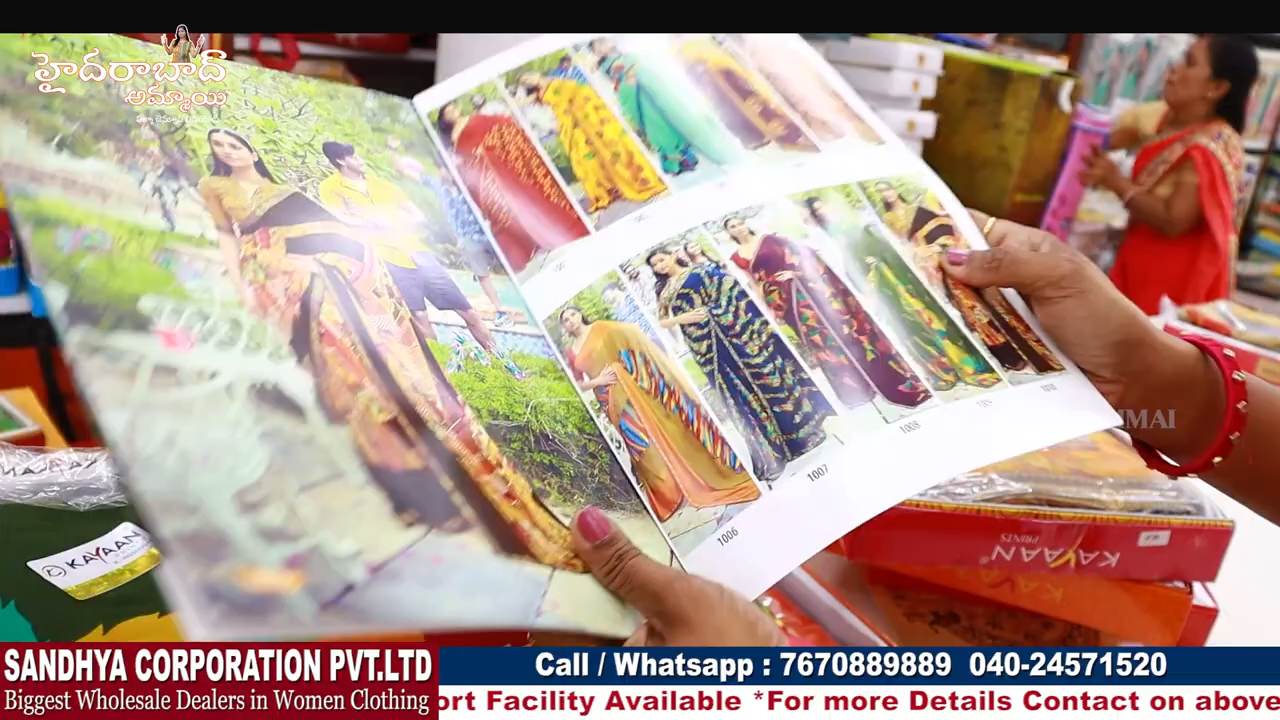 హైదరాబాద్
అమ్మాయి
1006
1007
1008
KAYAAN
KAYAAN
PRINTS
SANDHYA CORPORATION PVT.LTD
Biggest Wholesale Dealers in Women Clothing
Call / Whatsapp : 7670889889 040-24571520
ort Facility Available *For more Details Contact on above